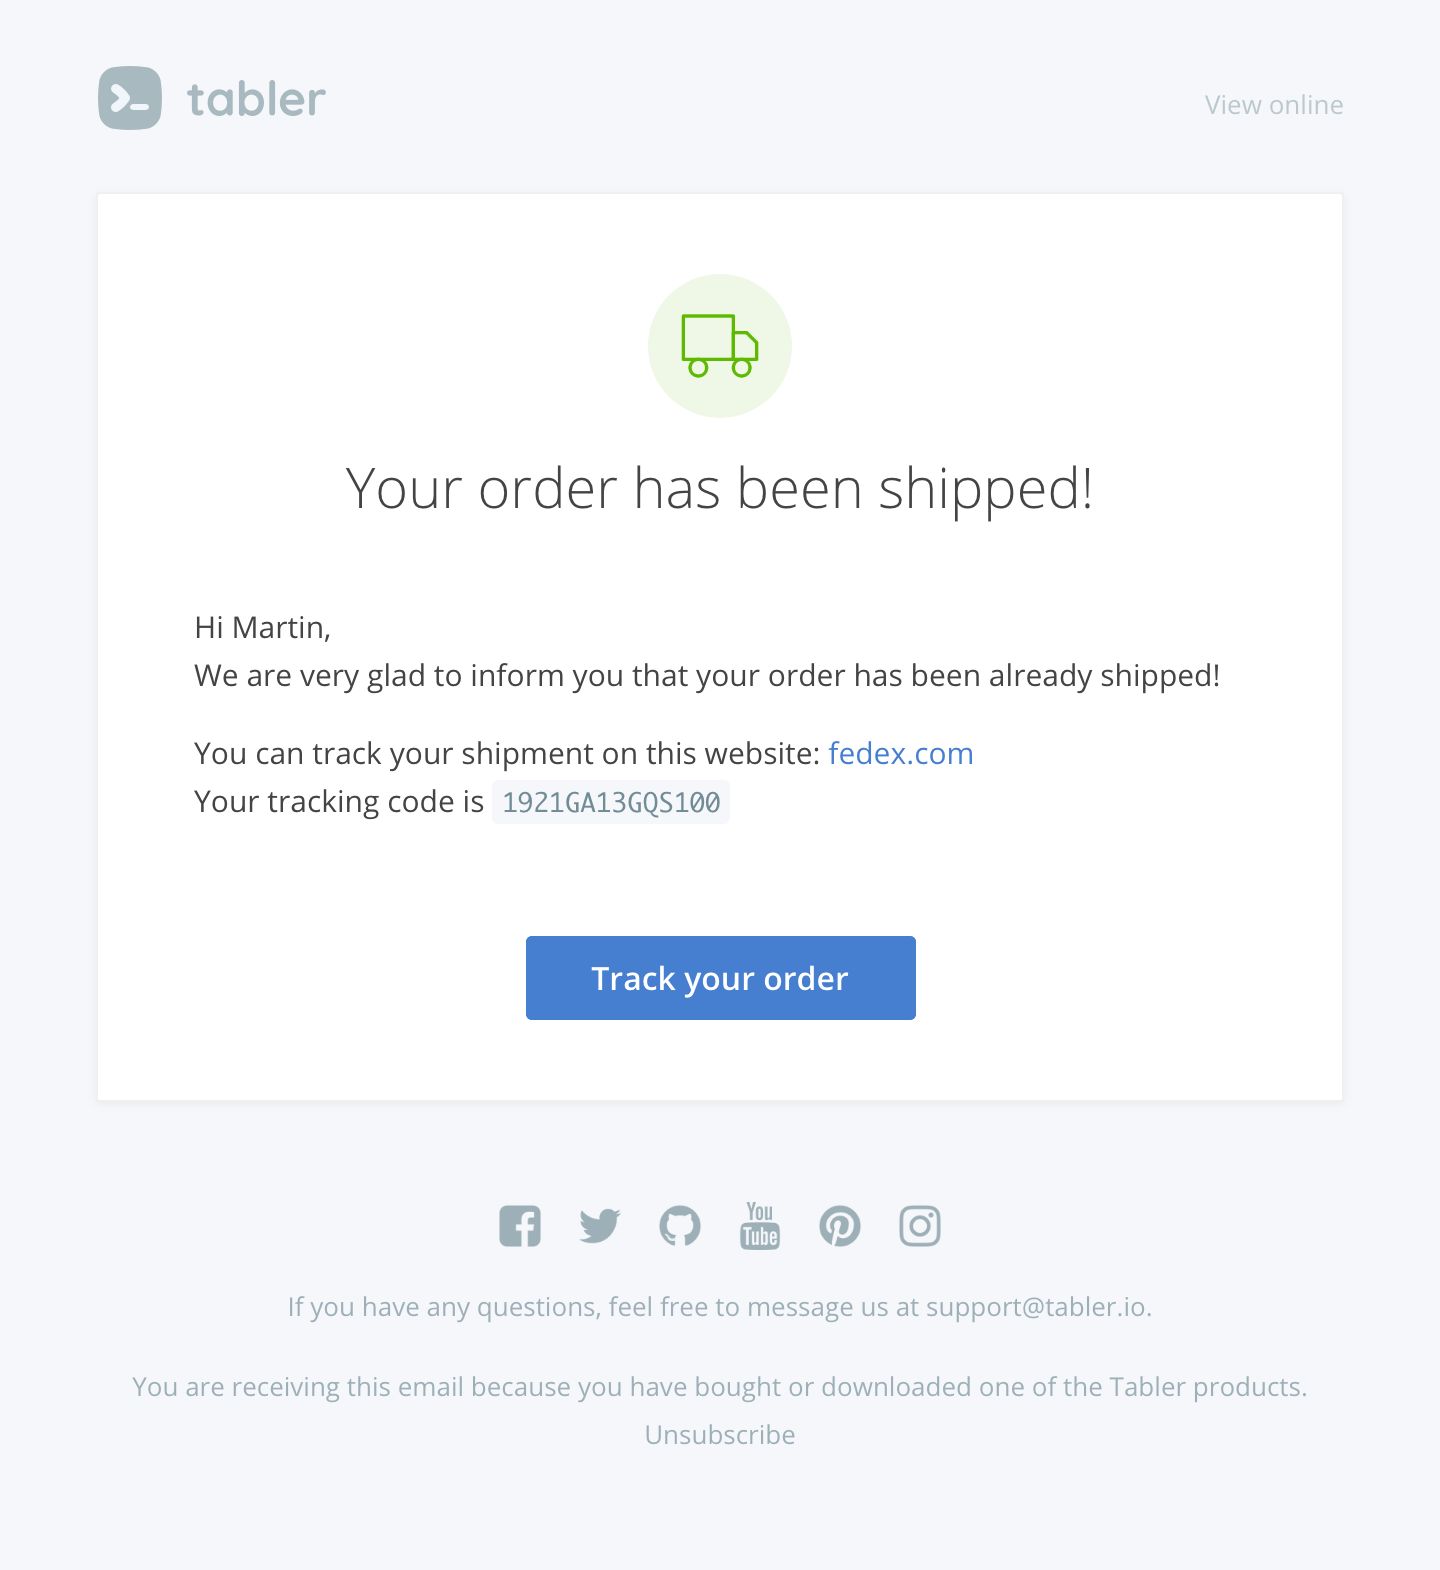 tabler
View online
Your order has been shipped!
Hi Martin,
We are very glad to inform you that your order has been already shipped!
You can track your shipment on this website: fedex.com
Your tracking code is 1921GA13GQS100
Track your order
You
Tube
If you have any questions, feel free to message us at support@tabler.io.
You are receiving this email because you have bought or downloaded one of the Tabler products.
Unsubscribe